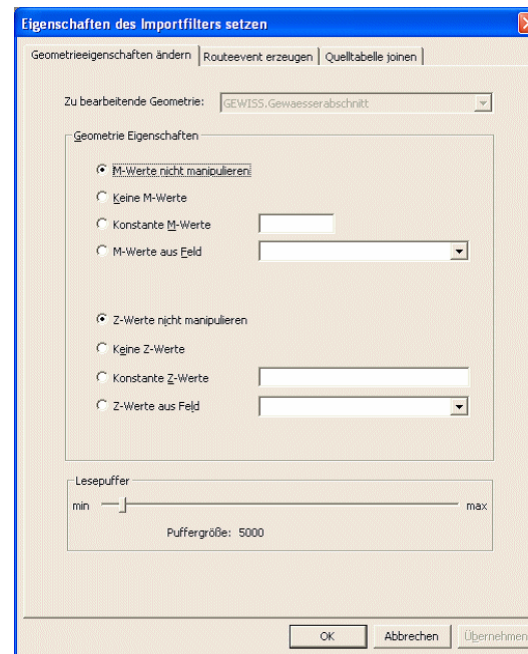 Eigenschaften des Importfilters setzen
Geometrieeigenschaften ändern Routeevent erzeugen Quelltabelle joinen
Zu bearbeitende Geometrie: GEWISS.Gewaesserabschnitt
Geometrie Eigenschaften
M-Werte nicht manipulieren
Keine M-Werte
Konstante M-Werte
M-Werte aus Feld
Z-Werte nicht manipulieren
Keine Z-Werte
Konstante Z-Werte
Z-Werte aus Feld
Lesepuffer
min max
Puffergröße: 5000
OK Abbrechen Übernehmen